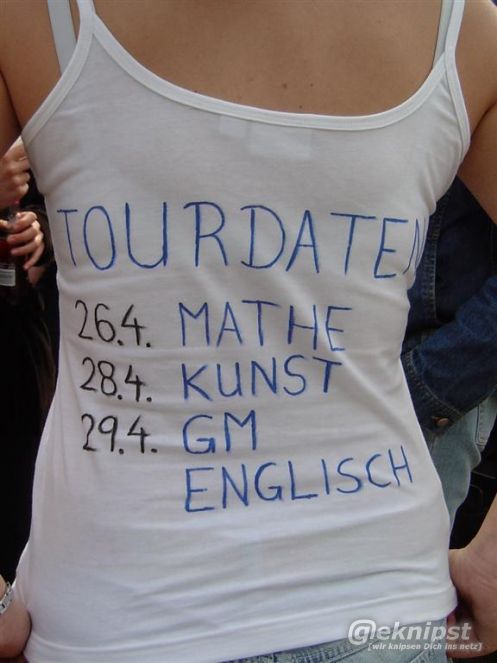 TOURDATEN
26.4. MATHE
28.4. KUNST
29.4. GM
ENGLISCH
@eknipst
[wir knipsen Dich ins netz]